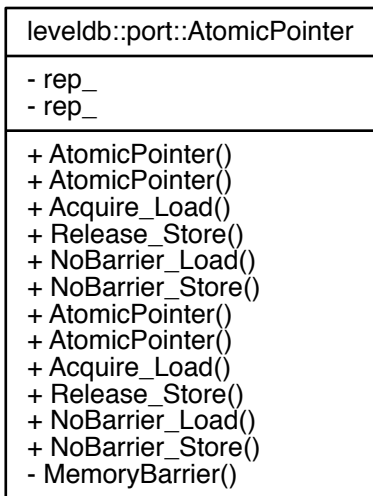 leveldb::port::AtomicPointer
- rep_
- rep_
+ AtomicPointer()
+ AtomicPointer()
+ Acquire_Load()
+ Release_Store()
+ NoBarrier_Load()
+ NoBarrier_Store()
+ AtomicPointer()
+ AtomicPointer()
+ Acquire_Load()
+ Release_Store()
+ NoBarrier_Load()
+ NoBarrier_Store()
- MemoryBarrier()